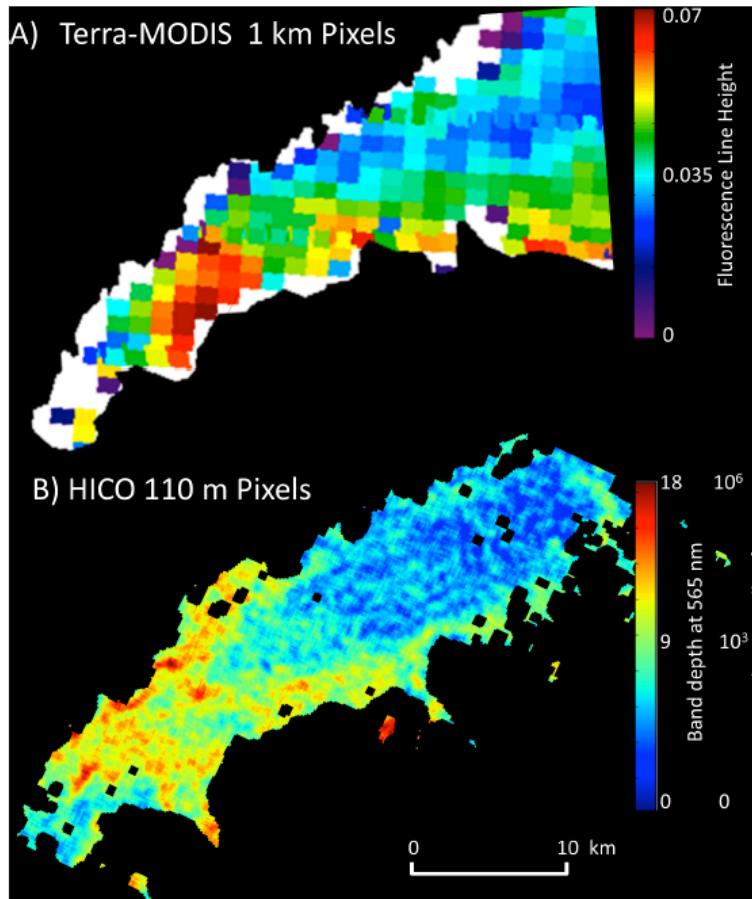 A) Terra-MODIS 1 km Pixels
0.07
0.035
0
Fluorescence Line Height
B) HICO 110 m Pixels
18 10⁶
9 10³
0 0
Band depth at 565 nm
0 10 km